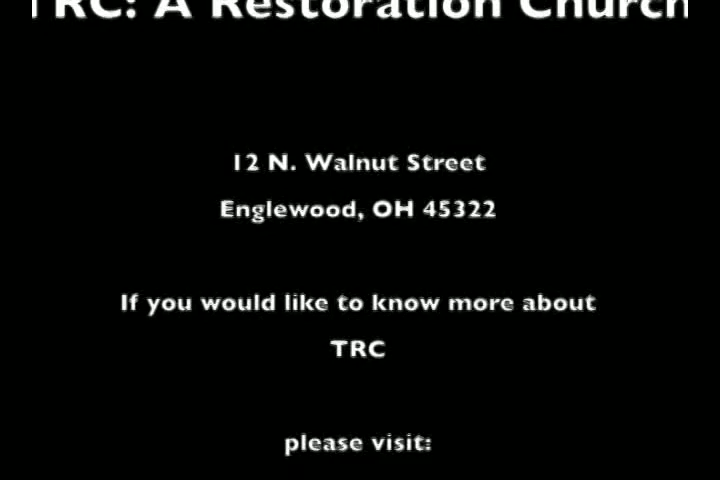 TRC: A Restoration Church
12 N. Walnut Street
Englewood, OH 45322
If you would like to know more about
TRC
please visit: